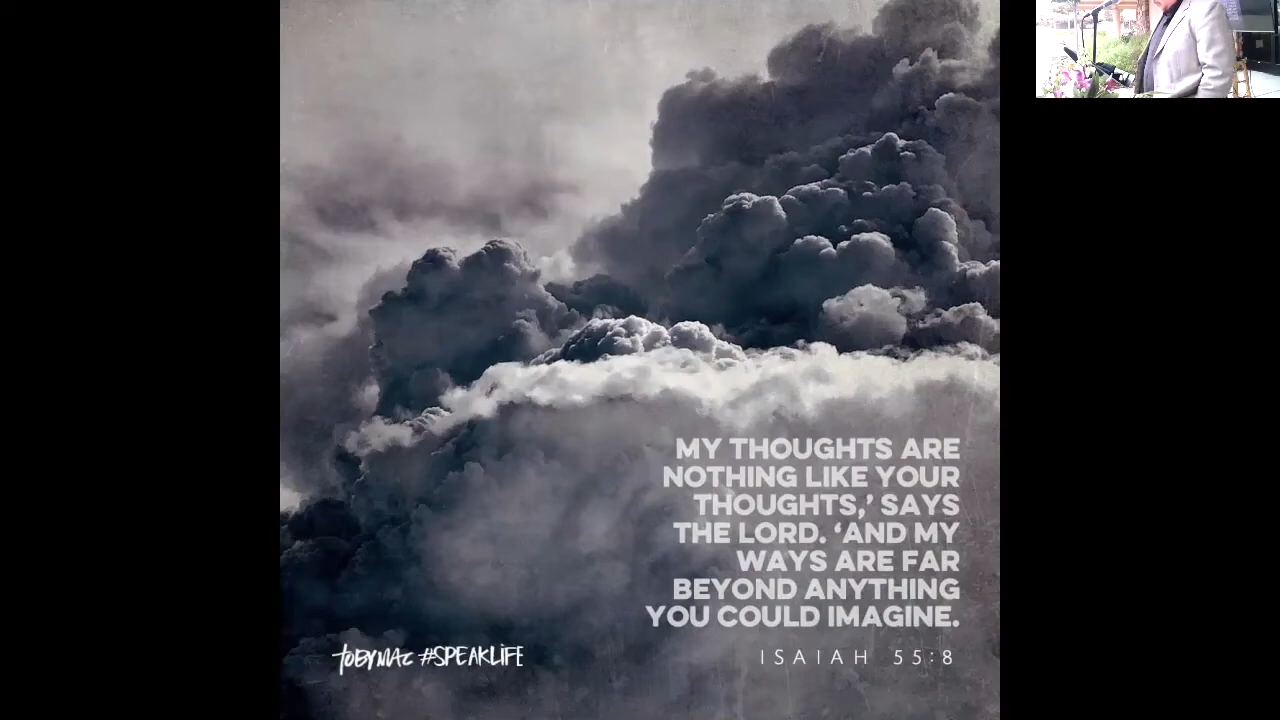 MY THOUGHTS ARE
NOTHING LIKE YOUR
THOUGHTS,’ SAYS
THE LORD. ‘AND MY
WAYS ARE FAR
BEYOND ANYTHING
YOU COULD IMAGINE.
TOBYMAC #SPEAKLIFE
ISAIAH 55:8